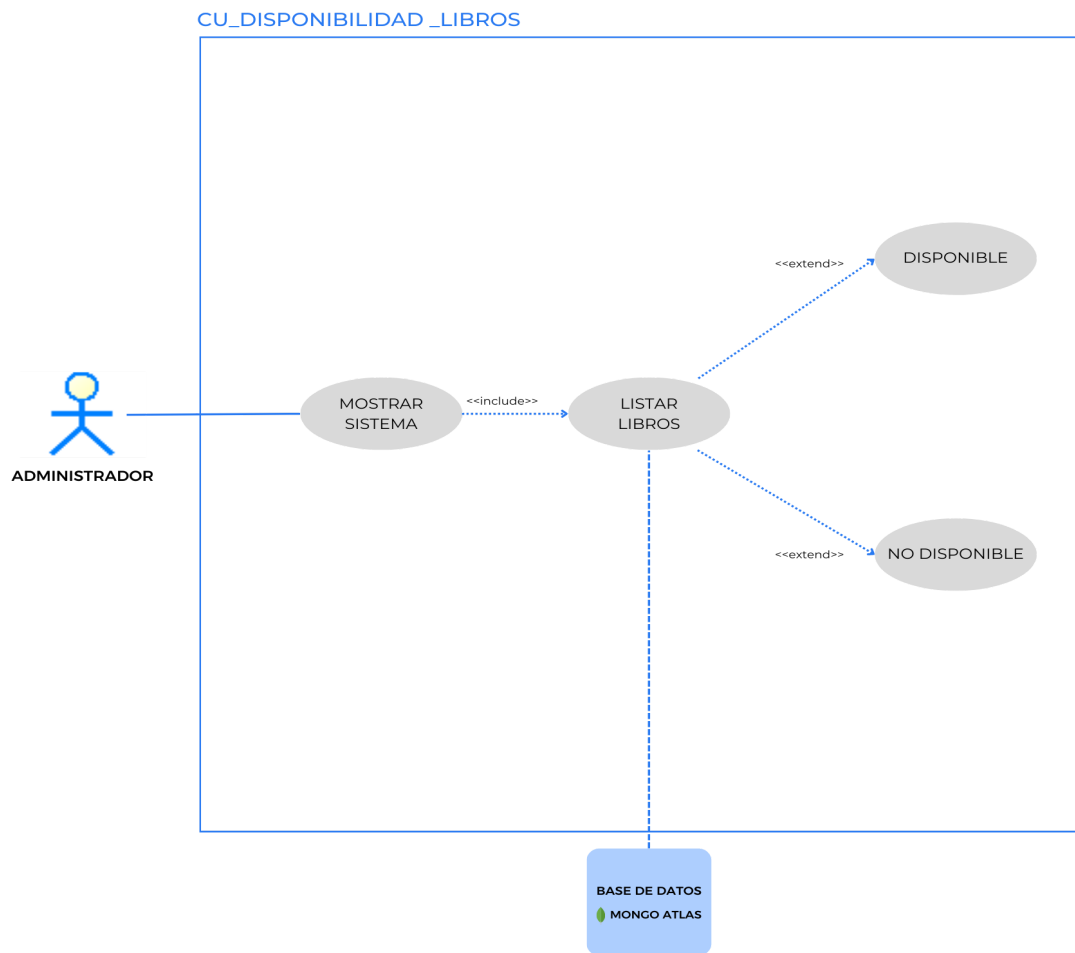 CU_DISPONIBILIDAD _LIBROS
<<extend>>
DISPONIBLE
MOSTRAR
SISTEMA
<<include>>
LISTAR
LIBROS
ADMINISTRADOR
<<extend>>
NO DISPONIBLE
BASE DE DATOS
MONGO ATLAS